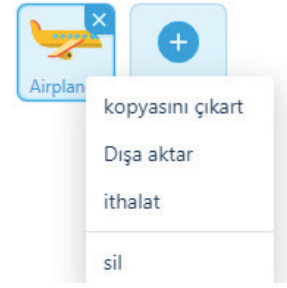 Airplan
kopyasını çıkart
Dışa aktar
ithalat
sil